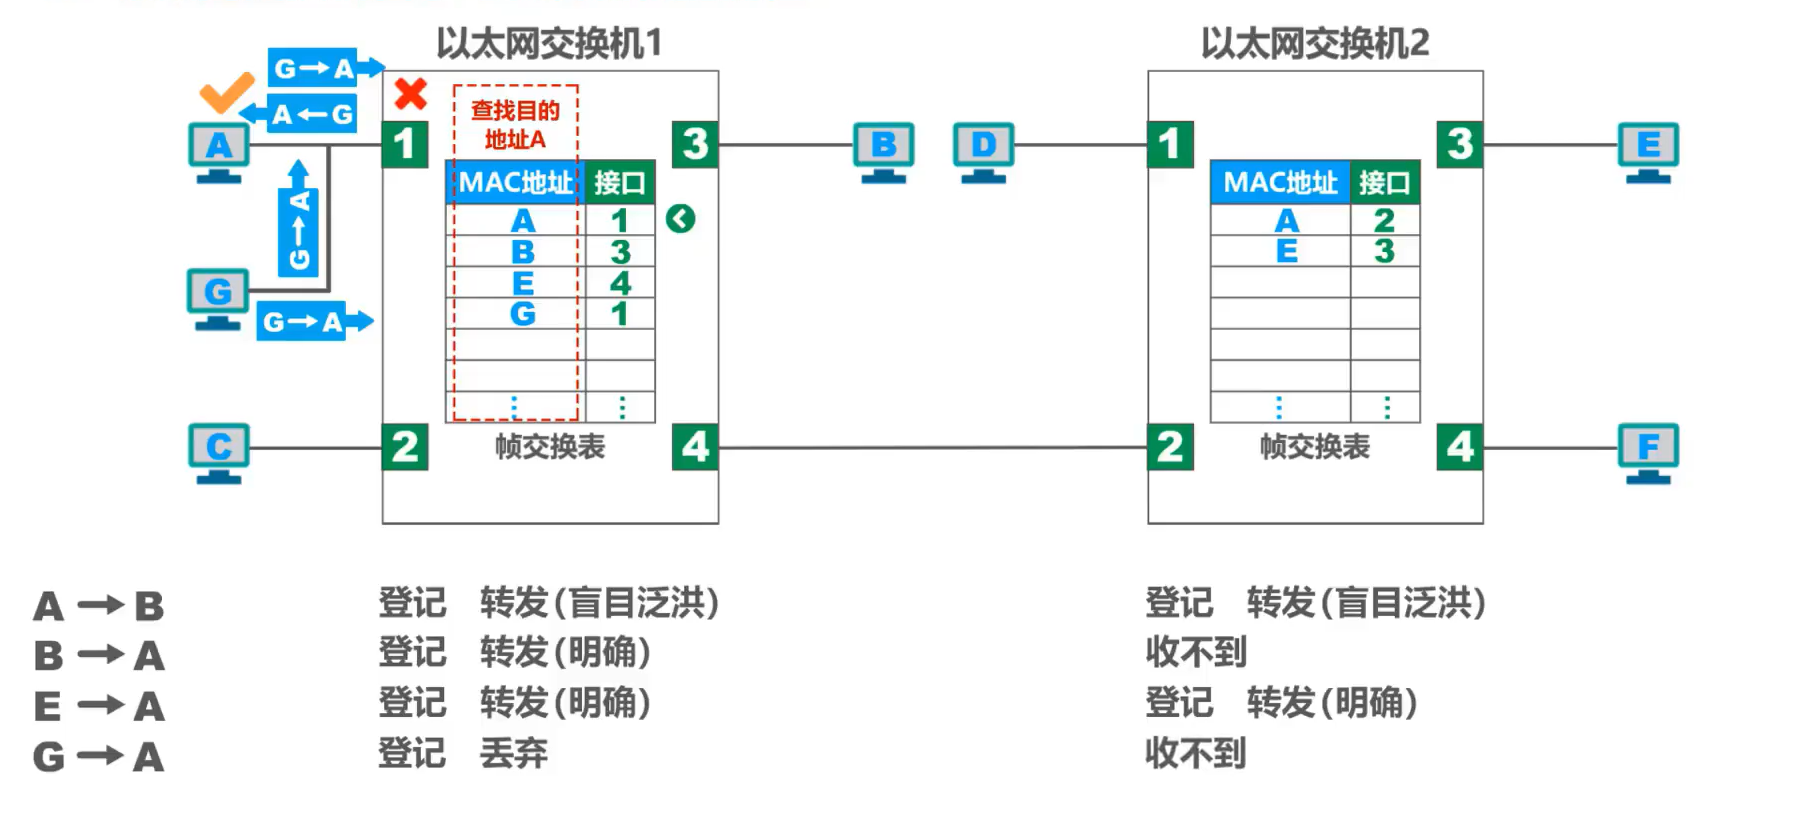 以太网交换机1
以太网交换机2
G→A
A←G
查找目的
地址A
A
1
3
B
D
1
3
E
MAC地址 接口
A 1
B 3
E 4
G 1
⋮ ⋮
MAC地址 接口
A 2
E 3
⋮ ⋮
G→A
G
G→A
C
2
帧交换表
4
2
帧交换表
4
F
A → B 登记 转发(盲目泛洪) 登记 转发(盲目泛洪)
B → A 登记 转发(明确) 收不到
E → A 登记 转发(明确) 登记 转发(明确)
G → A 登记 丢弃 收不到